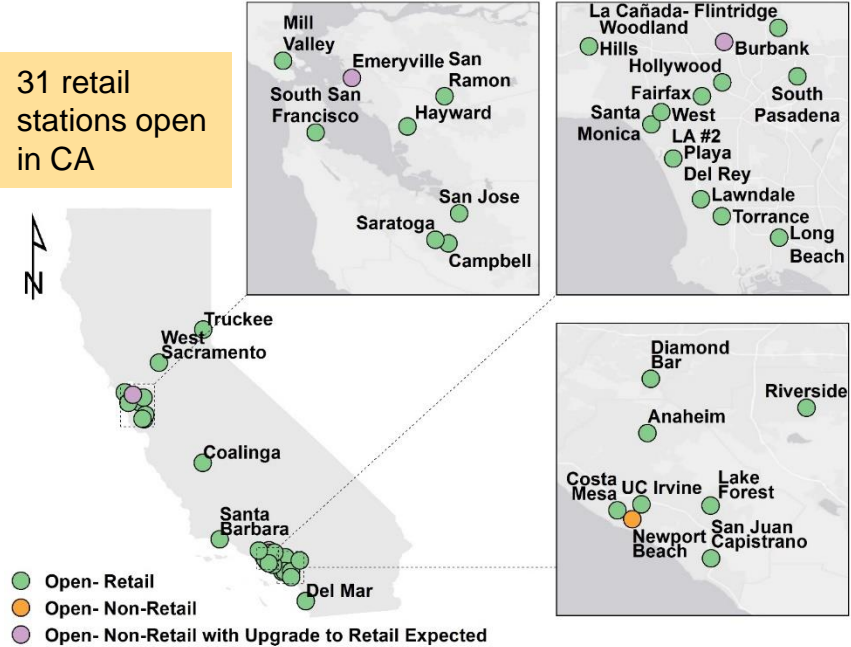 31 retail
stations open
in CA
N
Mill
Valley
Emeryville
San
Ramon
South San
Francisco
Hayward
San Jose
Saratoga
Campbell
La Cañada- Flintridge
Woodland
Hills
Burbank
Hollywood
Fairfax
South
Pasadena
Santa
Monica
West
LA #2
Playa
Del Rey
Lawndale
Torrance
Long
Beach
Truckee
West
Sacramento
Coalinga
Santa
Barbara
Del Mar
Diamond
Bar
Riverside
Anaheim
Costa
Mesa
UC Irvine
Lake
Forest
Newport
Beach
San Juan
Capistrano
Open- Retail
Open- Non-Retail
Open- Non-Retail with Upgrade to Retail Expected